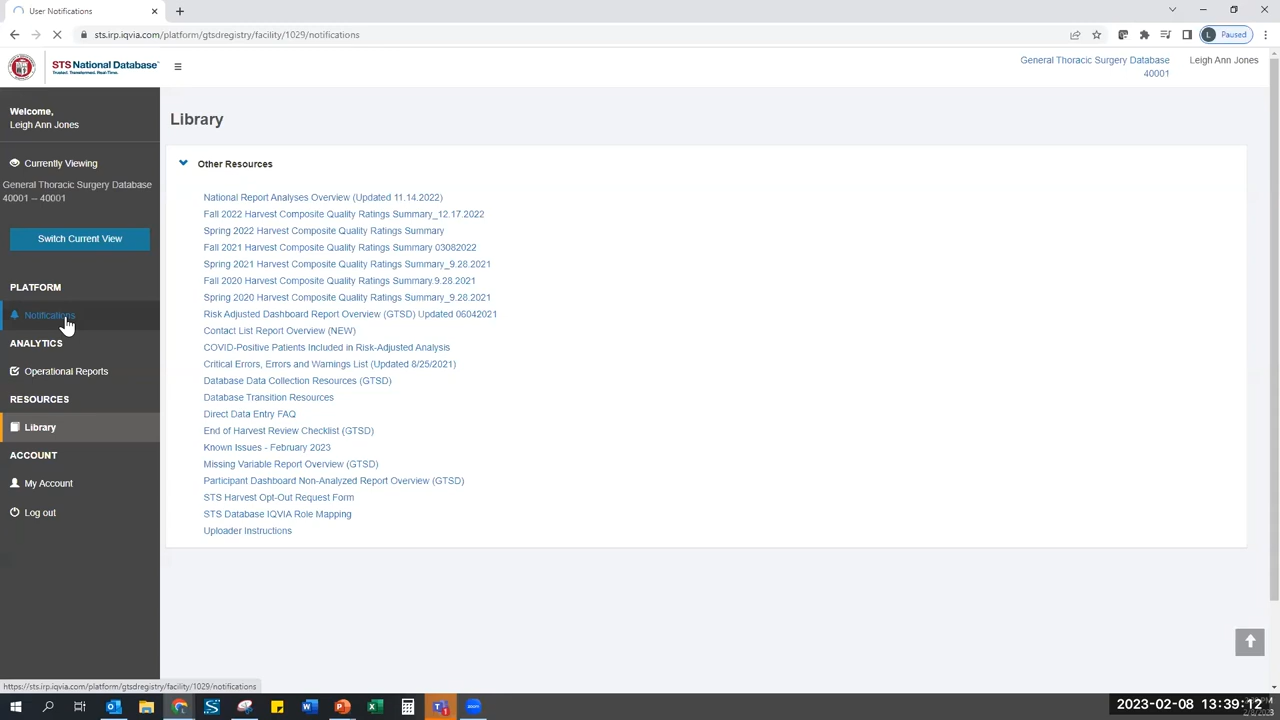 User Notifications
sts.irp.iqvia.com/platform/gtsdregistry/facility/1029/notifications
L Paused
STS National Database™
Trusted. Transformed. Real-Time.
General Thoracic Surgery Database
40001
Leigh Ann Jones
Welcome,
Leigh Ann Jones
Currently Viewing
General Thoracic Surgery Database
40001 -- 40001
Switch Current View
PLATFORM
Notifications
ANALYTICS
Operational Reports
RESOURCES
Library
ACCOUNT
My Account
Log out
Library
Other Resources
National Report Analyses Overview (Updated 11.14.2022)
Fall 2022 Harvest Composite Quality Ratings Summary_12.17.2022
Spring 2022 Harvest Composite Quality Ratings Summary
Fall 2021 Harvest Composite Quality Ratings Summary 03082022
Spring 2021 Harvest Composite Quality Ratings Summary_9.28.2021
Fall 2020 Harvest Composite Quality Ratings Summary.9.28.2021
Spring 2020 Harvest Composite Quality Ratings Summary_9.28.2021
Risk Adjusted Dashboard Report Overview (GTSD) Updated 06042021
Contact List Report Overview (NEW)
COVID-Positive Patients Included in Risk-Adjusted Analysis
Critical Errors, Errors and Warnings List (Updated 8/25/2021)
Database Data Collection Resources (GTSD)
Database Transition Resources
Direct Data Entry FAQ
End of Harvest Review Checklist (GTSD)
Known Issues - February 2023
Missing Variable Report Overview (GTSD)
Participant Dashboard Non-Analyzed Report Overview (GTSD)
STS Harvest Opt-Out Request Form
STS Database IQVIA Role Mapping
Uploader Instructions
https://sts.irp.iqvia.com/platform/gtsdregistry/facility/1029/notifications
2023-02-08 13:39:12